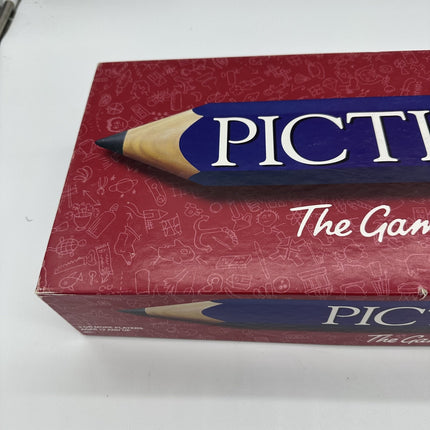 PICTI
The Gam
PICT
The Ga